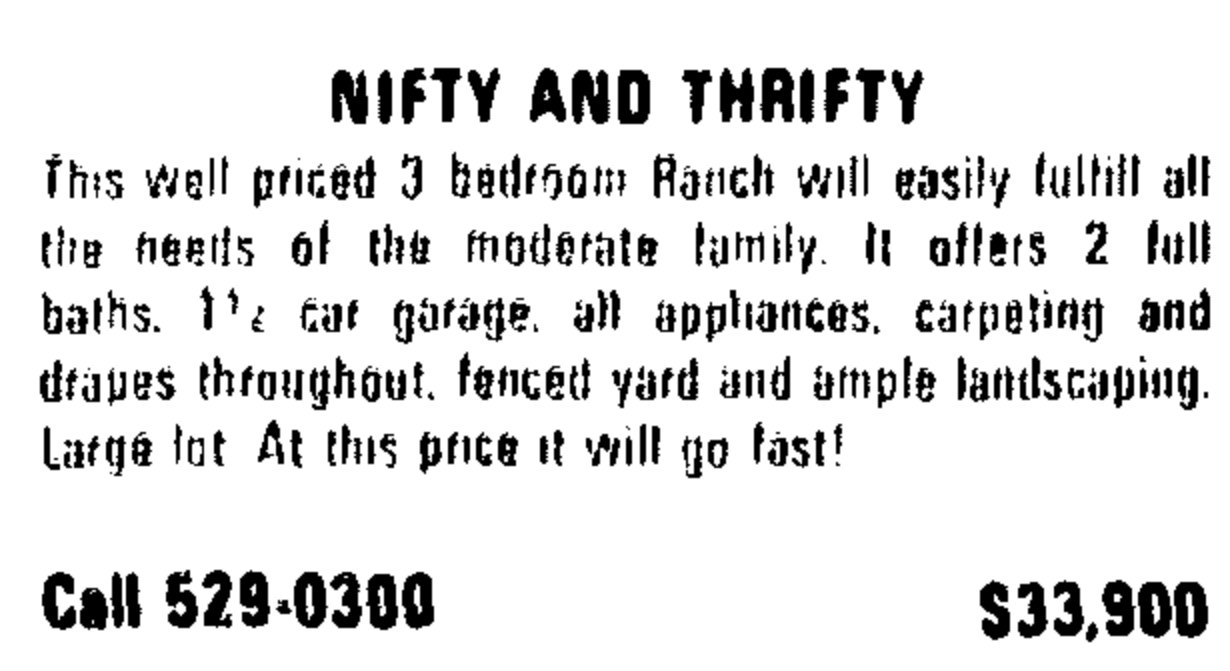 NIFTY AND THRIFTY
This well priced 3 bedroom Ranch will easily fulfill all
the needs of the moderate family. It offers 2 full
baths, 1½ car garage, all appliances, carpeting and
drapes throughout, fenced yard and ample landscaping.
Large lot At this price it will go fast!
Call 529-0300
$33,900